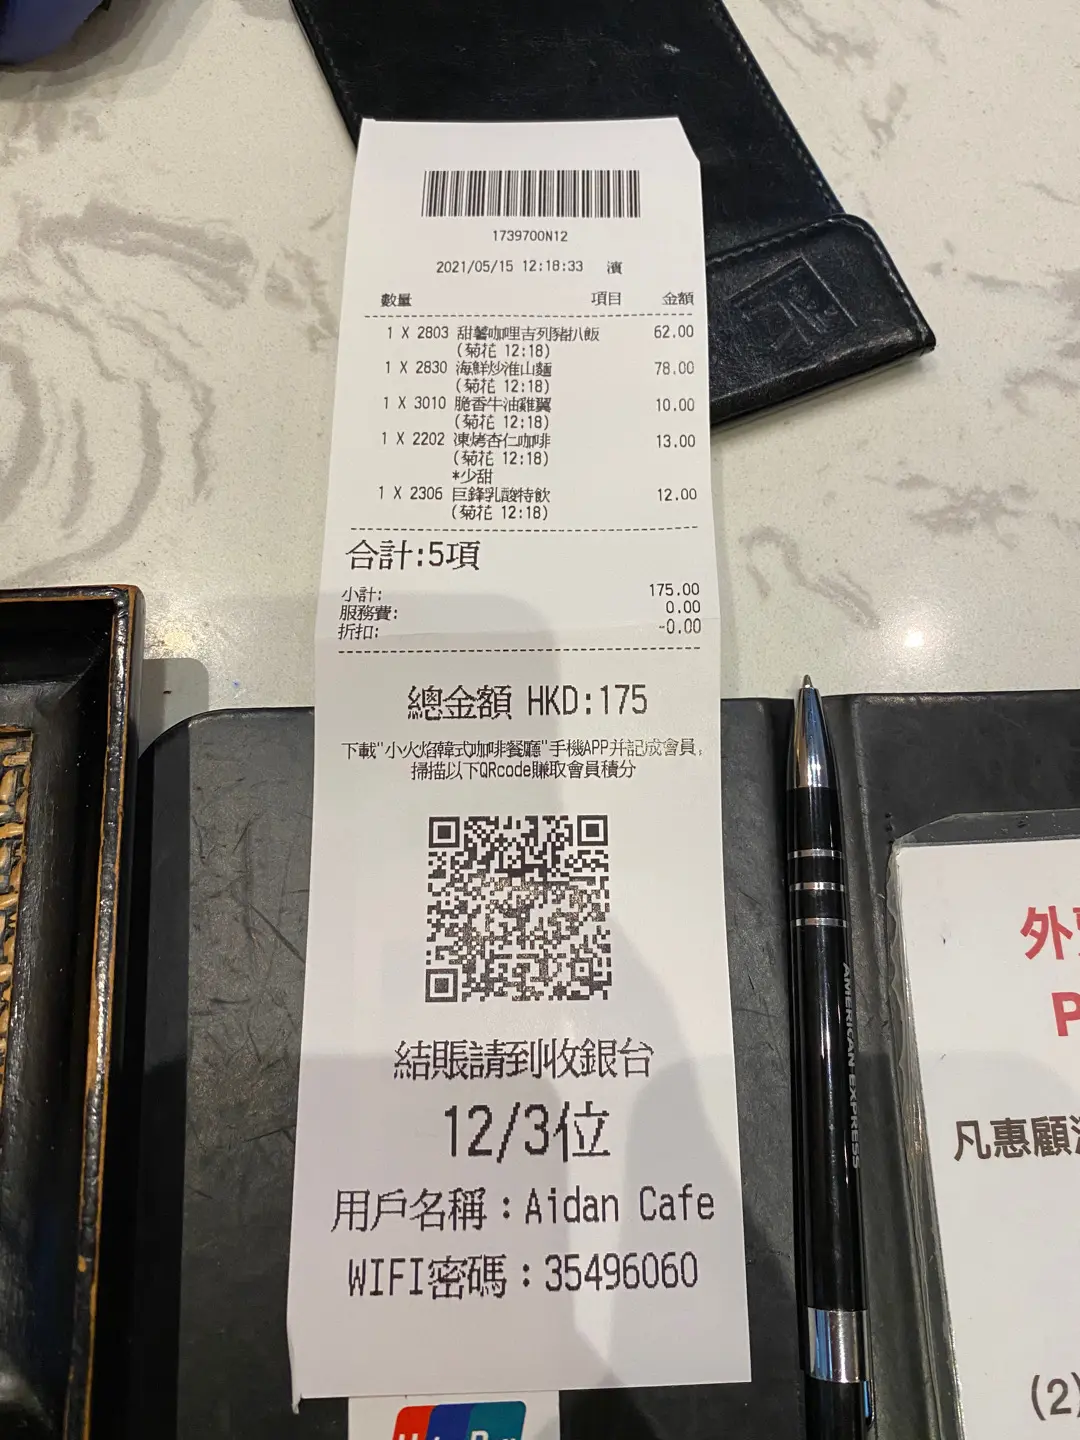 1739700N12
2021/05/15 12:18:33 濱
數量 項目 金額
1 X 2803 甜薯咖哩吉列豬扒飯 62.00
(菊花 12:18)
1 X 2830 海鮮炒淮山麵 78.00
(菊花 12:18)
1 X 3010 脆香牛油雞翼 10.00
(菊花 12:18)
1 X 2202 凍烤杏仁咖啡 13.00
(菊花 12:18)
*少甜
1 X 2306 巨鋒乳酸特飲 12.00
(菊花 12:18)
合計:5項
小計: 175.00
服務費: 0.00
折扣: -0.00
總金額 HKD:175
下載"小火焰韓式咖啡餐廳"手機APP并記成會員,
掃描以下QRcode賺取會員積分
結賬請到收銀台
12/3位
用戶名稱：Aidan Cafe
WIFI密碼：35496060
AMERICAN EXPRESS
外
P
凡惠顧
(2)